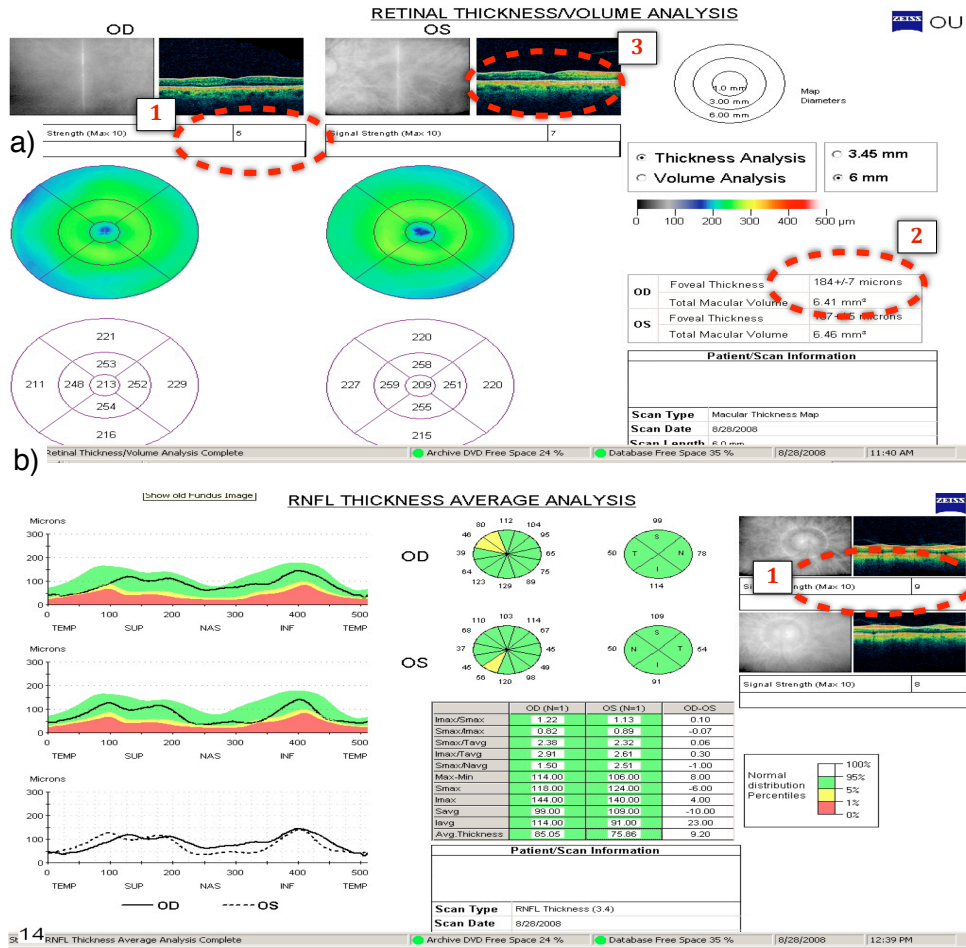 RETINAL THICKNESS/VOLUME ANALYSIS
OD
OS
ZEISS OU
3
1
1.0 mm
3.00 mm
6.00 mm
Map
Diameters
a)
Strength (Max 10) 5
Signal Strength (Max 10) 7
Thickness Analysis
Volume Analysis
3.45 mm
6 mm
0 100 200 300 400 500 µm
2
OD Foveal Thickness 184+/-7 microns
Total Macular Volume 6.41 mm³
OS Foveal Thickness microns
Total Macular Volume 6.46 mm³
221
253
211 248 213 252 229
254
216
220
258
227 259 209 251 220
255
215
Patient/Scan Information
Scan Type Macular Thickness Map
Scan Date 8/28/2008
Scan Length 6.0 mm
b)
Retinal Thickness/Volume Analysis Complete Archive DVD Free Space 24 % Database Free Space 35 % 8/28/2008 11:40 AM
Show old Fundus Image
RNFL THICKNESS AVERAGE ANALYSIS
ZEISS
Microns
300
200
100
0
0 100 200 300 400 500
TEMP SUP NAS INF TEMP
Microns
300
200
100
0
0 100 200 300 400 500
TEMP SUP NAS INF TEMP
Microns
300
200
100
0
0 100 200 300 400 500
TEMP SUP NAS INF TEMP
OD OS
OD
112
80 104
46 95
39 65
64 75
123 89
129
99
S
50 T N 78
I
114
OS
103
110 114
68 67
37 45
45 49
56 98
120
109
S
50 N T 54
I
91
1
Signal Strength (Max 10) 9
Signal Strength (Max 10) 8
OD (N=1) OS (N=1) OD-OS
Imax/Smax 1.22 1.13 0.10
Smax/Imax 0.82 0.89 -0.07
Smax/Tavg 2.38 2.32 0.06
Imax/Tavg 2.91 2.61 0.30
Smax/Navg 1.50 2.51 -1.00
Max-Min 114.00 106.00 8.00
Smax 118.00 124.00 -6.00
Imax 144.00 140.00 4.00
Savg 99.00 109.00 -10.00
Iavg 114.00 91.00 23.00
Avg.Thickness 85.05 75.86 9.20
Normal
distribution
Percentiles
100%
95%
5%
1%
0%
Patient/Scan Information
Scan Type RNFL Thickness (3.4)
Scan Date 8/28/2008
14
RNFL Thickness Average Analysis Complete Archive DVD Free Space 24 % Database Free Space 35 % 8/28/2008 12:39 PM